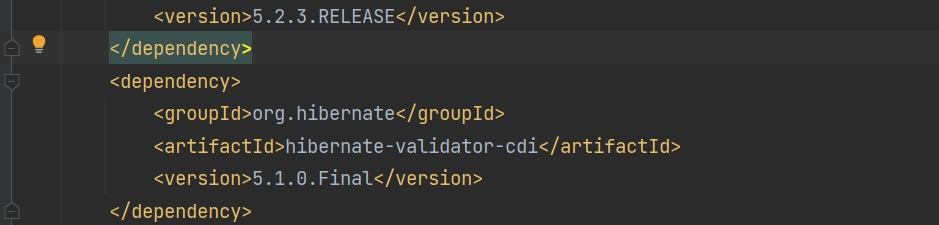 <version>5.2.3.RELEASE</version>
</dependency>
<dependency>
<groupId>org.hibernate</groupId>
<artifactId>hibernate-validator-cdi</artifactId>
<version>5.1.0.Final</version>
</dependency>